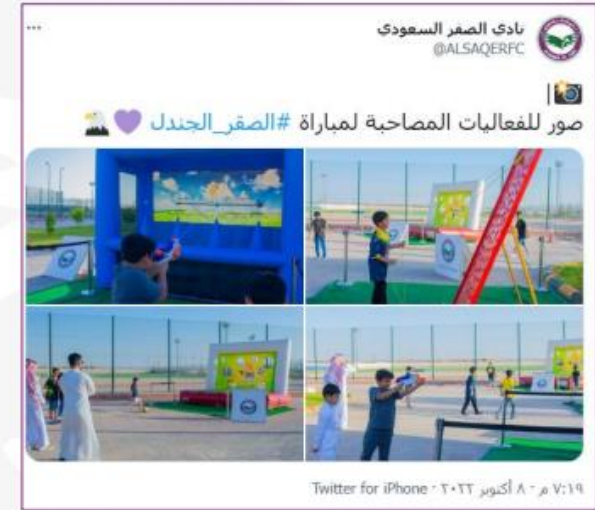 نادي الصقر السعودي
@ALSAQERFC
|
صور للفعاليات المصاحبة لمباراة #الصقر_الجندل
٧:١٩ م · ٨ أكتوبر ٢٠٢٢ · Twitter for iPhone